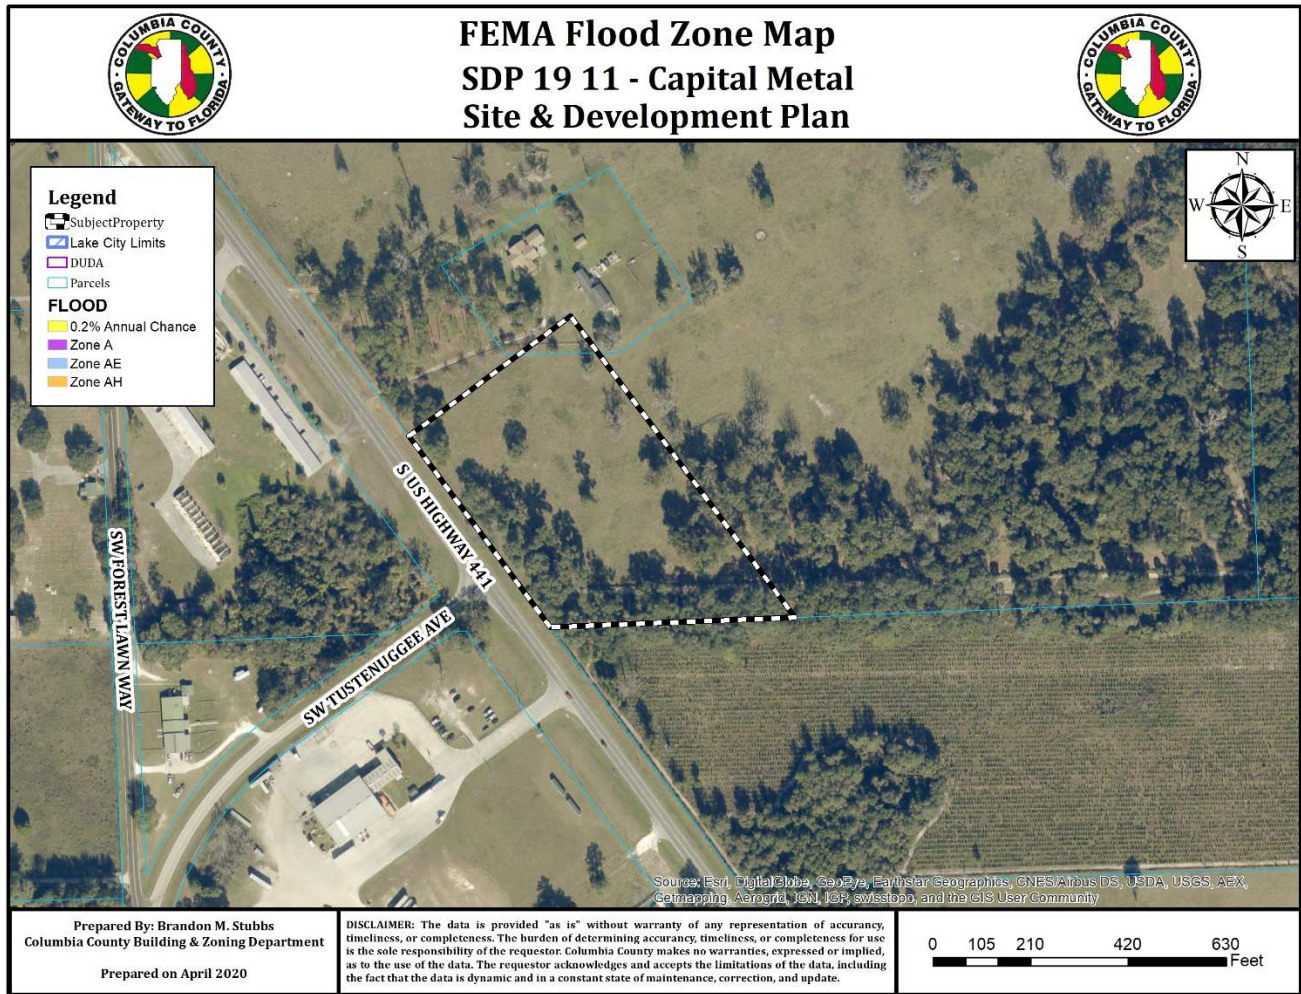 COLUMBIA COUNTY
GATEWAY TO FLORIDA
FEMA Flood Zone Map
SDP 19 11 - Capital Metal
Site & Development Plan
COLUMBIA COUNTY
GATEWAY TO FLORIDA
Legend
SubjectProperty
Lake City Limits
DUDA
Parcels
FLOOD
0.2% Annual Chance
Zone A
Zone AE
Zone AH
N
W E
S
S US HIGHWAY 441
SW FOREST LAWN WAY
SW TUSTENUGGEE AVE
Source: Esri, DigitalGlobe, GeoEye, Earthstar Geographics, CNES/Airbus DS, USDA, USGS, AEX,
Getmapping, Aerogrid, IGN, IGP, swisstopo, and the GIS User Community
Prepared By: Brandon M. Stubbs
Columbia County Building & Zoning Department
Prepared on April 2020
DISCLAIMER: The data is provided "as is" without warranty of any representation of accuracy,
timeliness, or completeness. The burden of determining accuracy, timeliness, or completeness for use
is the sole responsibility of the requestor. Columbia County makes no warranties, expressed or implied,
as to the use of the data. The requestor acknowledges and accepts the limitations of the data, including
the fact that the data is dynamic and in a constant state of maintenance, correction, and update.
0 105 210 420 630
Feet